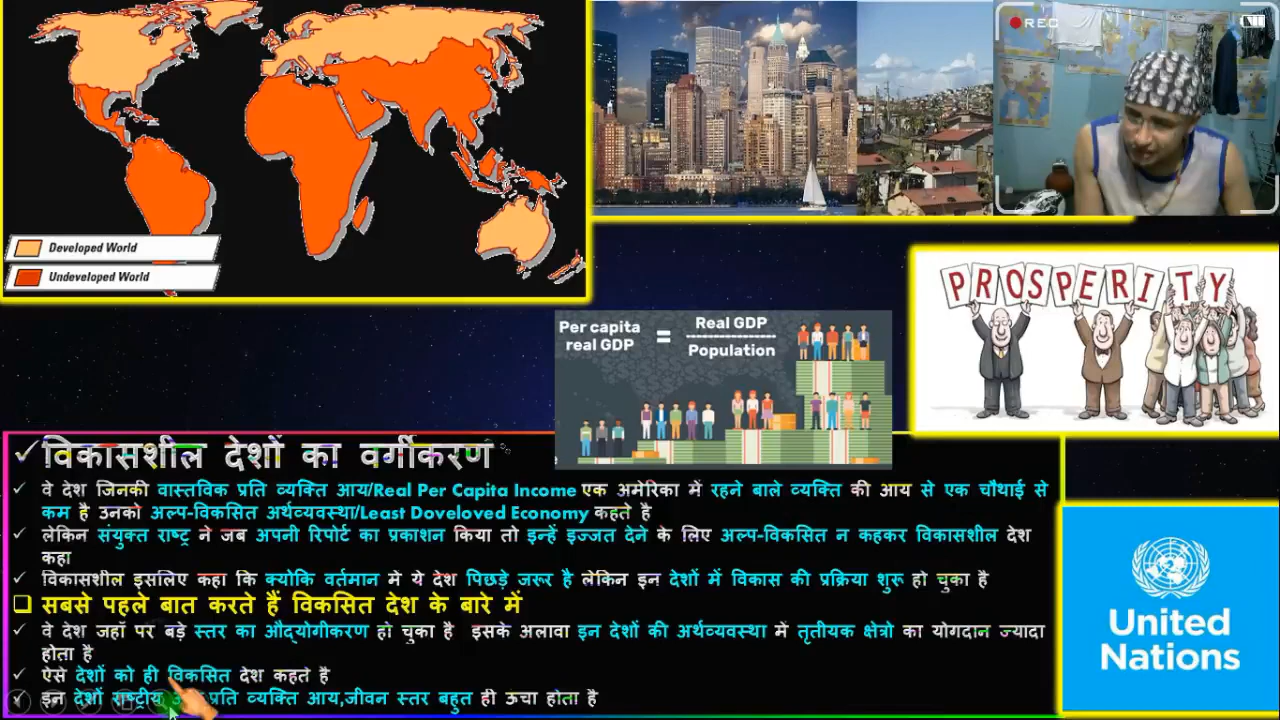 REC
Developed World
Undeveloped World
PROSPERITY
Per capita real GDP = Real GDP / Population
विकासशील देशों का वर्गीकरण
वे देश जिनकी वास्तविक प्रति व्यक्ति आय/Real Per Capita Income एक अमेरिका में रहने बाले व्यक्ति की आय से एक चौथाई से
कम है उनको अल्प-विकसित अर्थव्यवस्था/Least Doveloved Economy कहते है
लेकिन संयुक्त राष्ट्र ने जब अपनी रिपोर्ट का प्रकाशन किया तो इन्हें इज्जत देने के लिए अल्प-विकसित न कहकर विकासशील देश
कहा
विकासशील इसलिए कहा कि क्योकि वर्तमान मे ये देश पिछड़े जरूर है लेकिन इन देशों में विकास की प्रक्रिया शुरू हो चुका है
सबसे पहले बात करते हैं विकसित देश के बारे में
वे देश जहाँ पर बड़े स्तर का औद्योगीकरण हो चुका है इसके अलावा इन देशों की अर्थव्यवस्था में तृतीयक क्षेत्रो का योगदान ज्यादा
होता है
ऐसे देशों को ही विकसित देश कहते है
इन देशों राष्ट्रीय प्रति व्यक्ति आय,जीवन स्तर बहुत ही ऊचा होता है
United
Nations